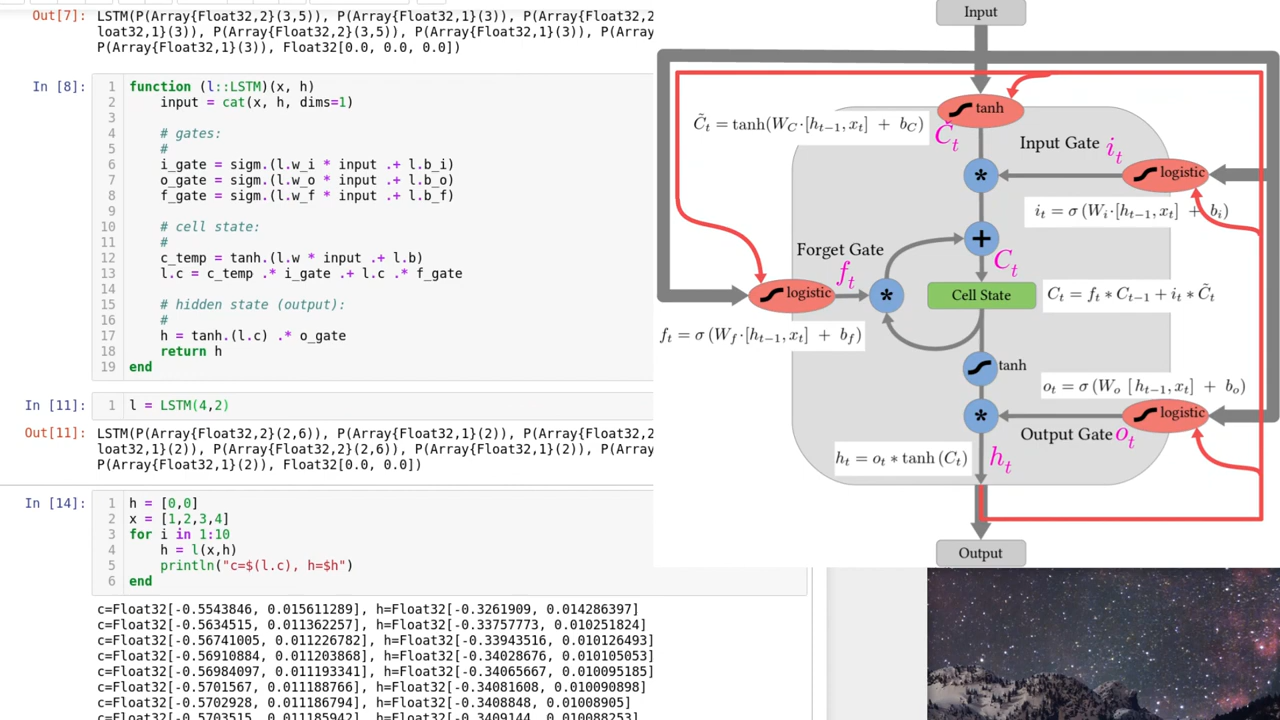 Out[7]: LSTM(P(Array{Float32,2}(3,5)), P(Array{Float32,1}(3)), P(Array{Float32,2
loat32,1}(3)), P(Array{Float32,2}(3,5)), P(Array{Float32,1}(3)), P(Array
P(Array{Float32,1}(3)), Float32[0.0, 0.0, 0.0])
In [8]:
1 function (l::LSTM)(x, h)
2 input = cat(x, h, dims=1)
3
4 # gates:
5 #
6 i_gate = sigm.(l.w_i * input .+ l.b_i)
7 o_gate = sigm.(l.w_o * input .+ l.b_o)
8 f_gate = sigm.(l.w_f * input .+ l.b_f)
9
10 # cell state:
11 #
12 c_temp = tanh.(l.w * input .+ l.b)
13 l.c = c_temp .* i_gate .+ l.c .* f_gate
14
15 # hidden state (output):
16 #
17 h = tanh.(l.c) .* o_gate
18 return h
19 end
In [11]: 1 l = LSTM(4,2)
Out[11]: LSTM(P(Array{Float32,2}(2,6)), P(Array{Float32,1}(2)), P(Array{Float32,2
loat32,1}(2)), P(Array{Float32,2}(2,6)), P(Array{Float32,1}(2)), P(Array
P(Array{Float32,1}(2)), Float32[0.0, 0.0])
In [14]:
1 h = [0,0]
2 x = [1,2,3,4]
3 for i in 1:10
4 h = l(x,h)
5 println("c=$(l.c), h=$h")
6 end
c=Float32[-0.5543846, 0.015611289], h=Float32[-0.3261909, 0.014286397]
c=Float32[-0.5634515, 0.011362257], h=Float32[-0.33757773, 0.010251824]
c=Float32[-0.56741005, 0.011226782], h=Float32[-0.33943516, 0.010126493]
c=Float32[-0.56910884, 0.011203868], h=Float32[-0.34028676, 0.010105053]
c=Float32[-0.56984097, 0.011193341], h=Float32[-0.34065667, 0.010095185]
c=Float32[-0.5701567, 0.011188766], h=Float32[-0.34081608, 0.010090898]
c=Float32[-0.5702928, 0.011186794], h=Float32[-0.3408848, 0.01008905]
c=Float32[-0.5703515, 0.011185942], h=Float32[-0.3409144, 0.010088253]
Input
tanh
C̃ₜ = tanh(W_C·[hₜ₋₁, xₜ] + b_C)
C̃ₜ
Input Gate iₜ
*
logistic
iₜ = σ (Wᵢ·[hₜ₋₁, xₜ] + bᵢ)
+
Forget Gate
fₜ
Cₜ
logistic
*
Cell State
Cₜ = fₜ * Cₜ₋₁ + iₜ * C̃ₜ
fₜ = σ (W_f·[hₜ₋₁, xₜ] + b_f)
tanh
oₜ = σ (Wₒ [hₜ₋₁, xₜ] + bₒ)
*
logistic
Output Gate oₜ
hₜ = oₜ * tanh (Cₜ)
hₜ
Output